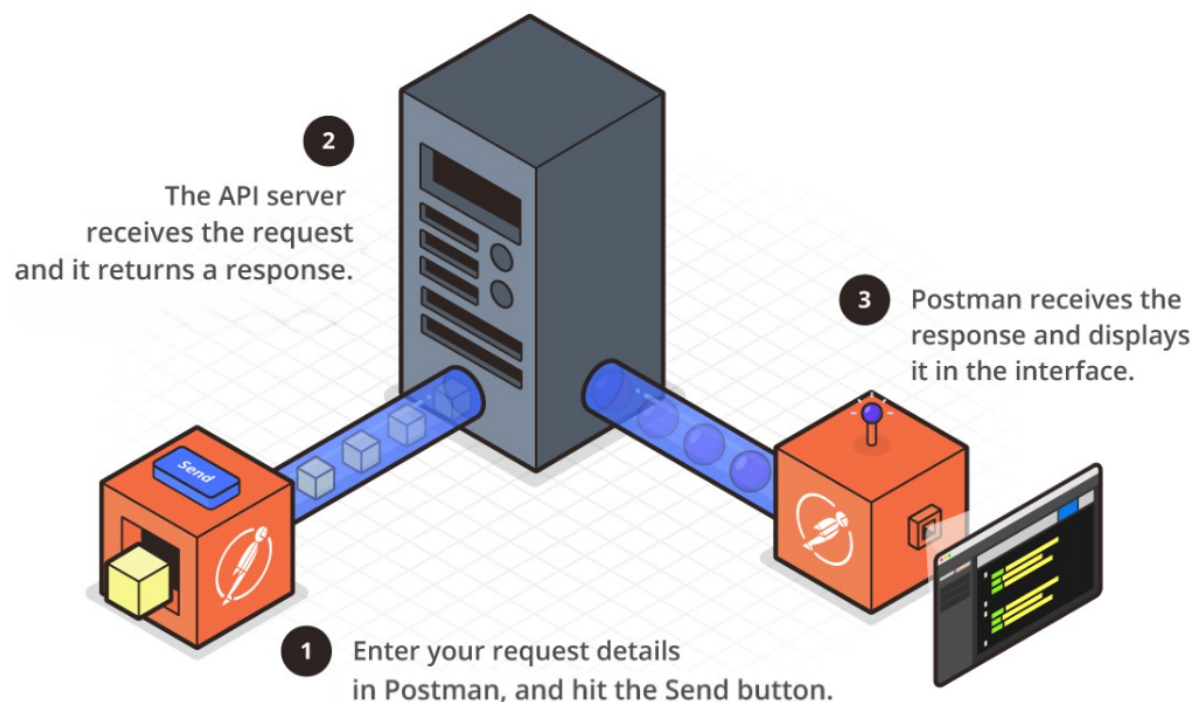 2
The API server
receives the request
and it returns a response.
3
Postman receives the
response and displays
it in the interface.
Send
1
Enter your request details
in Postman, and hit the Send button.